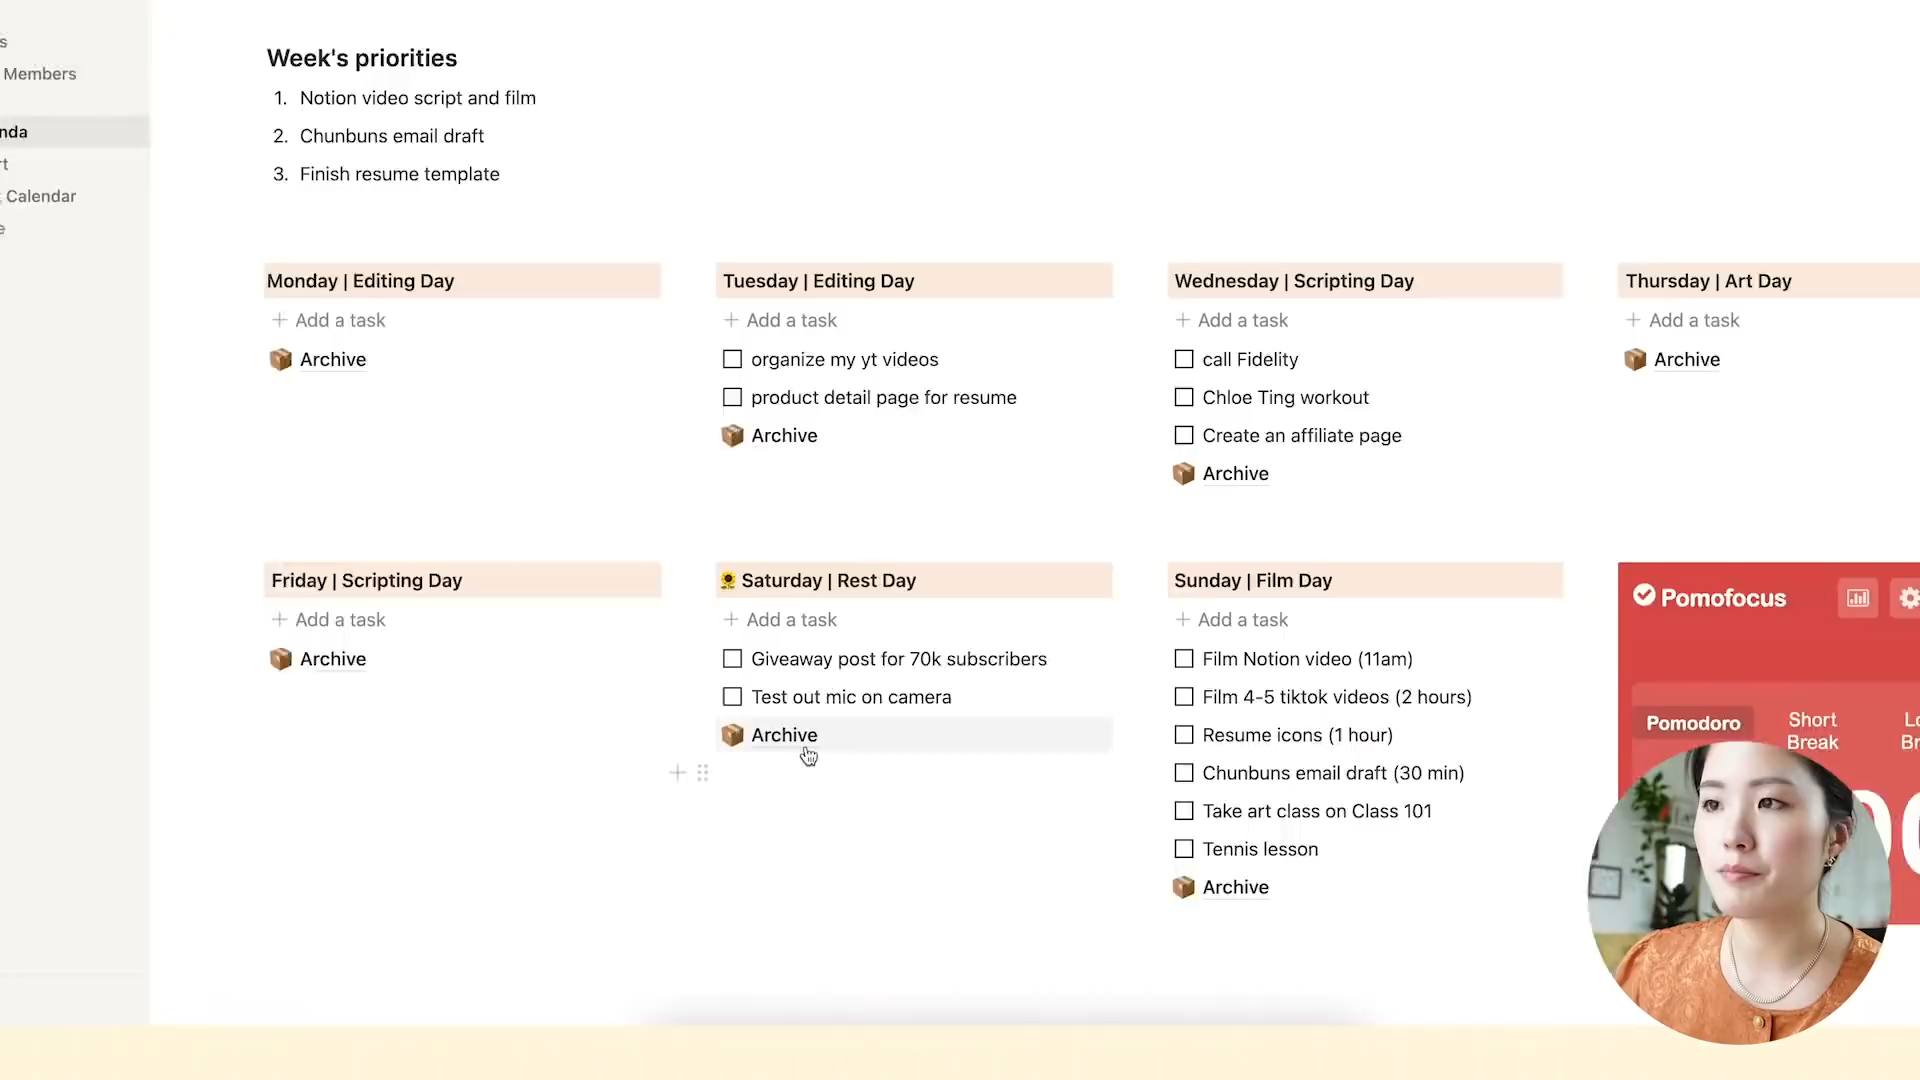 s
Members
nda
rt
Calendar
e
Week's priorities
1. Notion video script and film
2. Chunbuns email draft
3. Finish resume template
Monday | Editing Day
+ Add a task
Archive
Tuesday | Editing Day
+ Add a task
organize my yt videos
product detail page for resume
Archive
Wednesday | Scripting Day
+ Add a task
call Fidelity
Chloe Ting workout
Create an affiliate page
Archive
Thursday | Art Day
+ Add a task
Archive
Friday | Scripting Day
+ Add a task
Archive
Saturday | Rest Day
+ Add a task
Giveaway post for 70k subscribers
Test out mic on camera
Archive
Sunday | Film Day
+ Add a task
Film Notion video (11am)
Film 4-5 tiktok videos (2 hours)
Resume icons (1 hour)
Chunbuns email draft (30 min)
Take art class on Class 101
Tennis lesson
Archive
Pomofocus
Pomodoro
Short
Break
Lo
Br